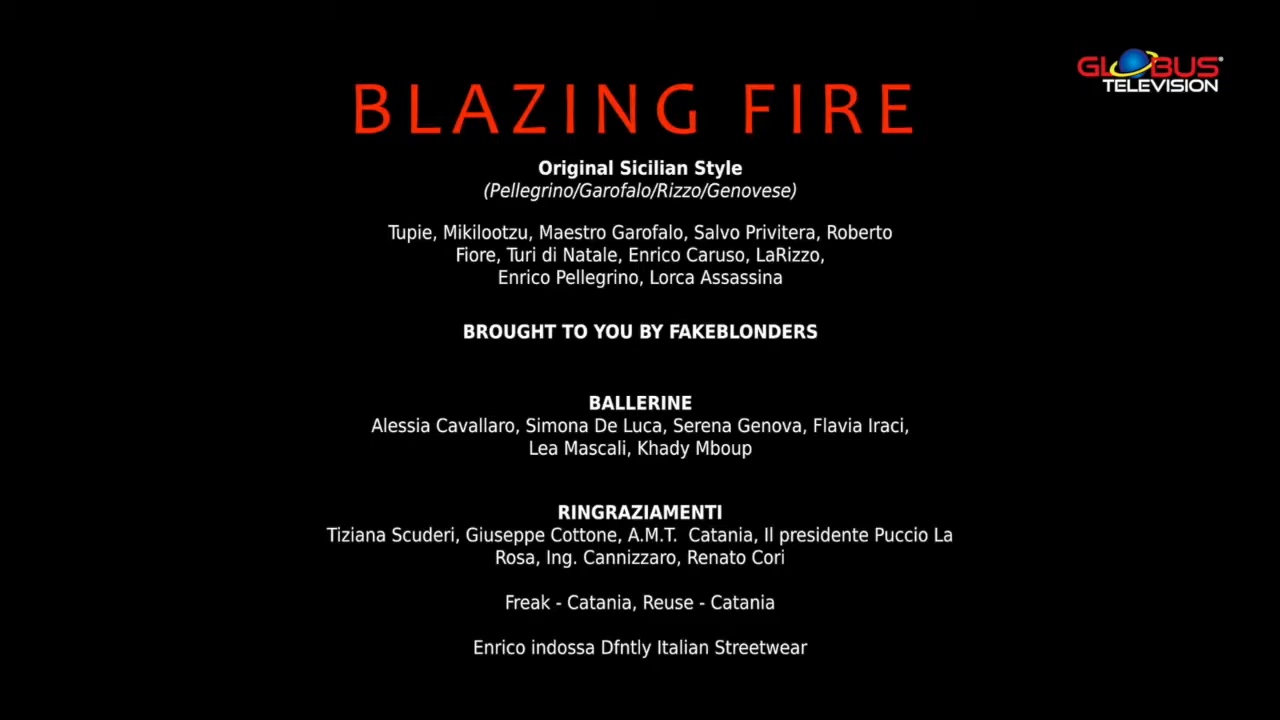 GLOBUS®
TELEVISION
BLAZING FIRE
Original Sicilian Style
(Pellegrino/Garofalo/Rizzo/Genovese)
Tupie, Mikilootzu, Maestro Garofalo, Salvo Privitera, Roberto
Fiore, Turi di Natale, Enrico Caruso, LaRizzo,
Enrico Pellegrino, Lorca Assassina
BROUGHT TO YOU BY FAKEBLONDERS
BALLERINE
Alessia Cavallaro, Simona De Luca, Serena Genova, Flavia Iraci,
Lea Mascali, Khady Mboup
RINGRAZIAMENTI
Tiziana Scuderi, Giuseppe Cottone, A.M.T.  Catania, Il presidente Puccio La
Rosa, Ing. Cannizzaro, Renato Cori
Freak - Catania, Reuse - Catania
Enrico indossa Dfntly Italian Streetwear